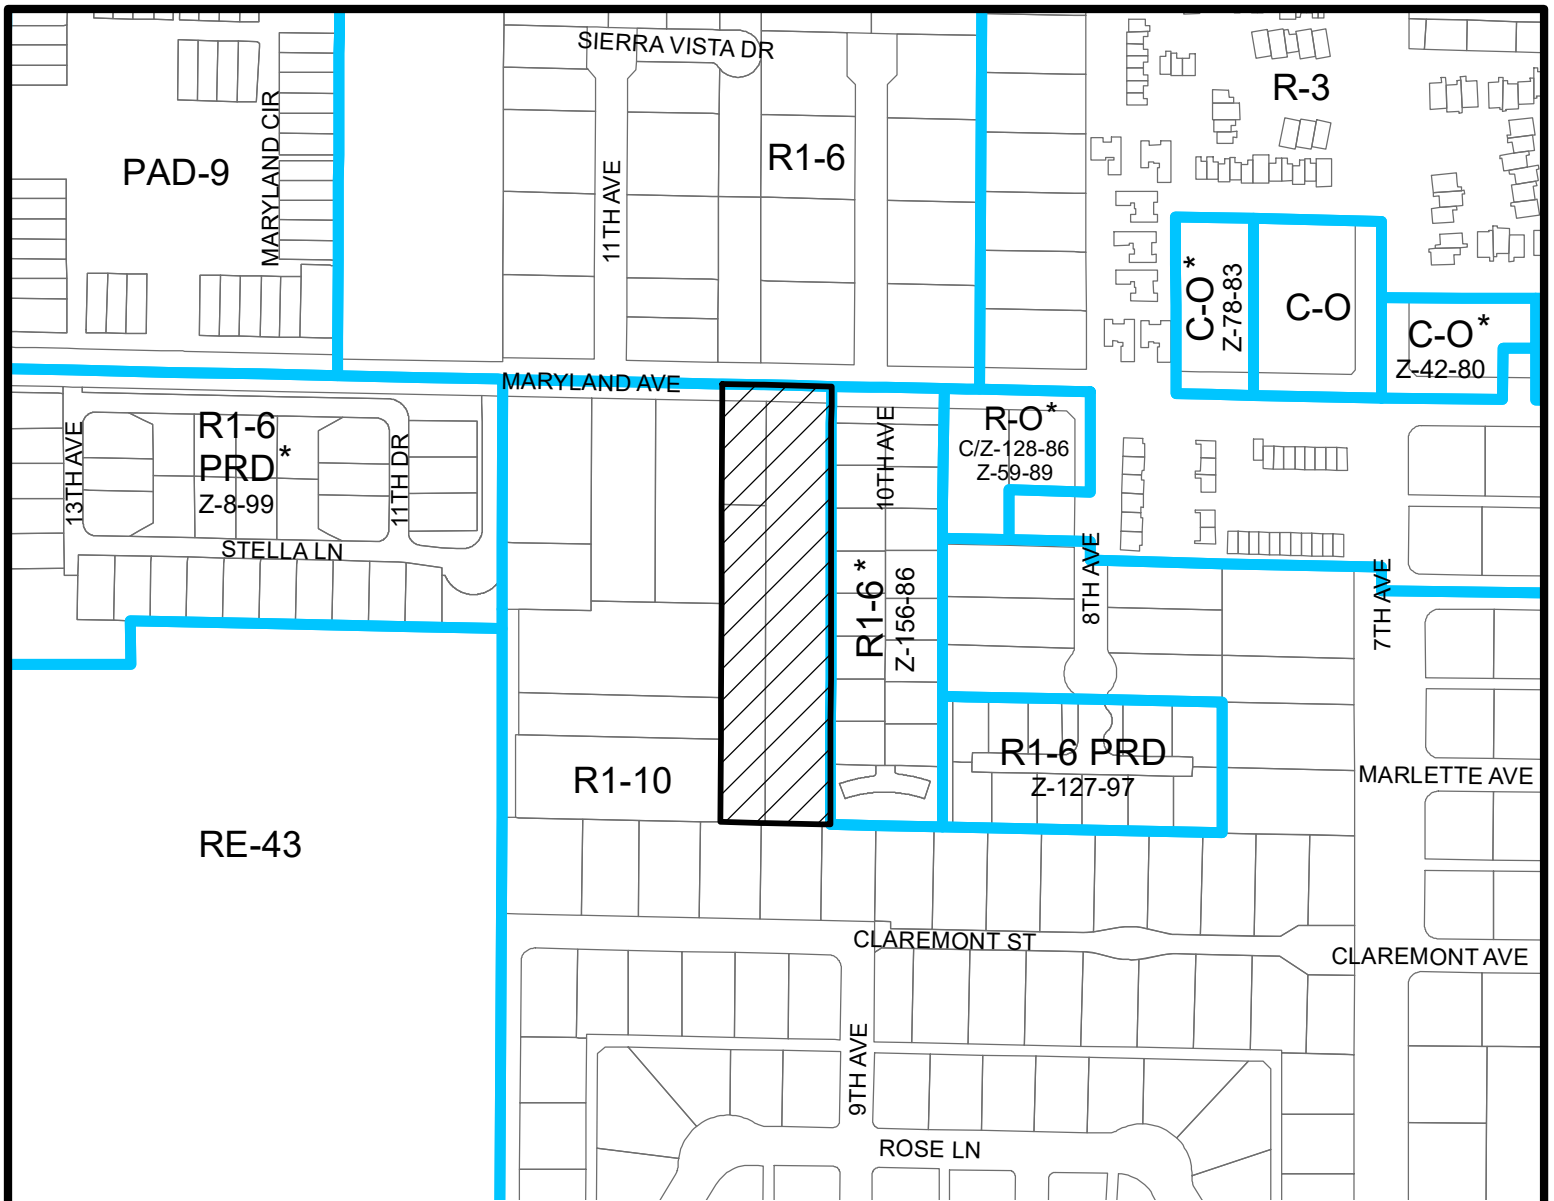 SIERRA VISTA DR
R-3
MARYLAND CIR
PAD-9
R1-6
11TH AVE
C-O*
Z-78-83
C-O
C-O*
Z-42-80
MARYLAND AVE
R1-6
PRD*
Z-8-99
13TH AVE
11TH DR
10TH AVE
R-O*
C/Z-128-86
Z-59-89
STELLA LN
R1-6*
Z-156-86
8TH AVE
7TH AVE
R1-10
R1-6 PRD
Z-127-97
MARLETTE AVE
RE-43
CLAREMONT ST
CLAREMONT AVE
9TH AVE
ROSE LN